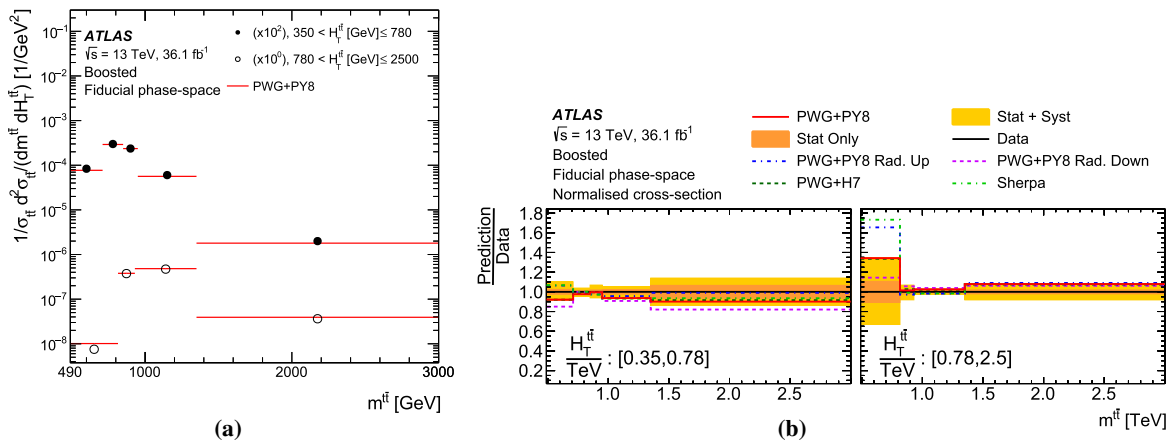 ATLAS
√s = 13 TeV, 36.1 fb⁻¹
Boosted
Fiducial phase-space
(x10²), 350 < H_T^{tt̄} [GeV] ≤ 780
(x10⁰), 780 < H_T^{tt̄} [GeV] ≤ 2500
PWG+PY8
1/σ_{tt̄} d²σ_{tt̄}/(dm^{tt̄} dH_T^{tt̄}) [1/GeV²]
10⁻¹
10⁻²
10⁻³
10⁻⁴
10⁻⁵
10⁻⁶
10⁻⁷
10⁻⁸
490 1000 2000 3000
m^{tt̄} [GeV]
(a)
ATLAS
√s = 13 TeV, 36.1 fb⁻¹
Boosted
Fiducial phase-space
Normalised cross-section
PWG+PY8
Stat Only
PWG+PY8 Rad. Up
PWG+H7
Stat + Syst
Data
PWG+PY8 Rad. Down
Sherpa
Prediction
Data
1.8
1.6
1.4
1.2
1.0
0.8
0.6
0.4
0.2
0
H_T^{tt̄}/TeV : [0.35,0.78]
H_T^{tt̄}/TeV : [0.78,2.5]
1.0 1.5 2.0 2.5 1.0 1.5 2.0 2.5
m^{tt̄} [TeV]
(b)